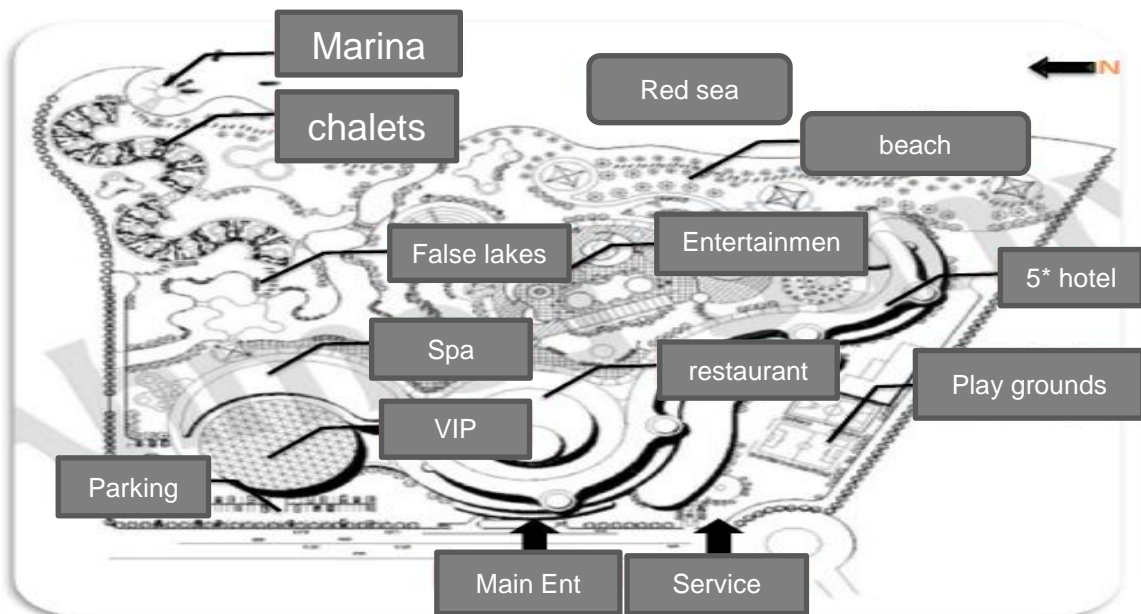 Marina
Red sea
IN
chalets
beach
False lakes
Entertainmen
5* hotel
Spa
restaurant
Play grounds
VIP
Parking
Main Ent
Service